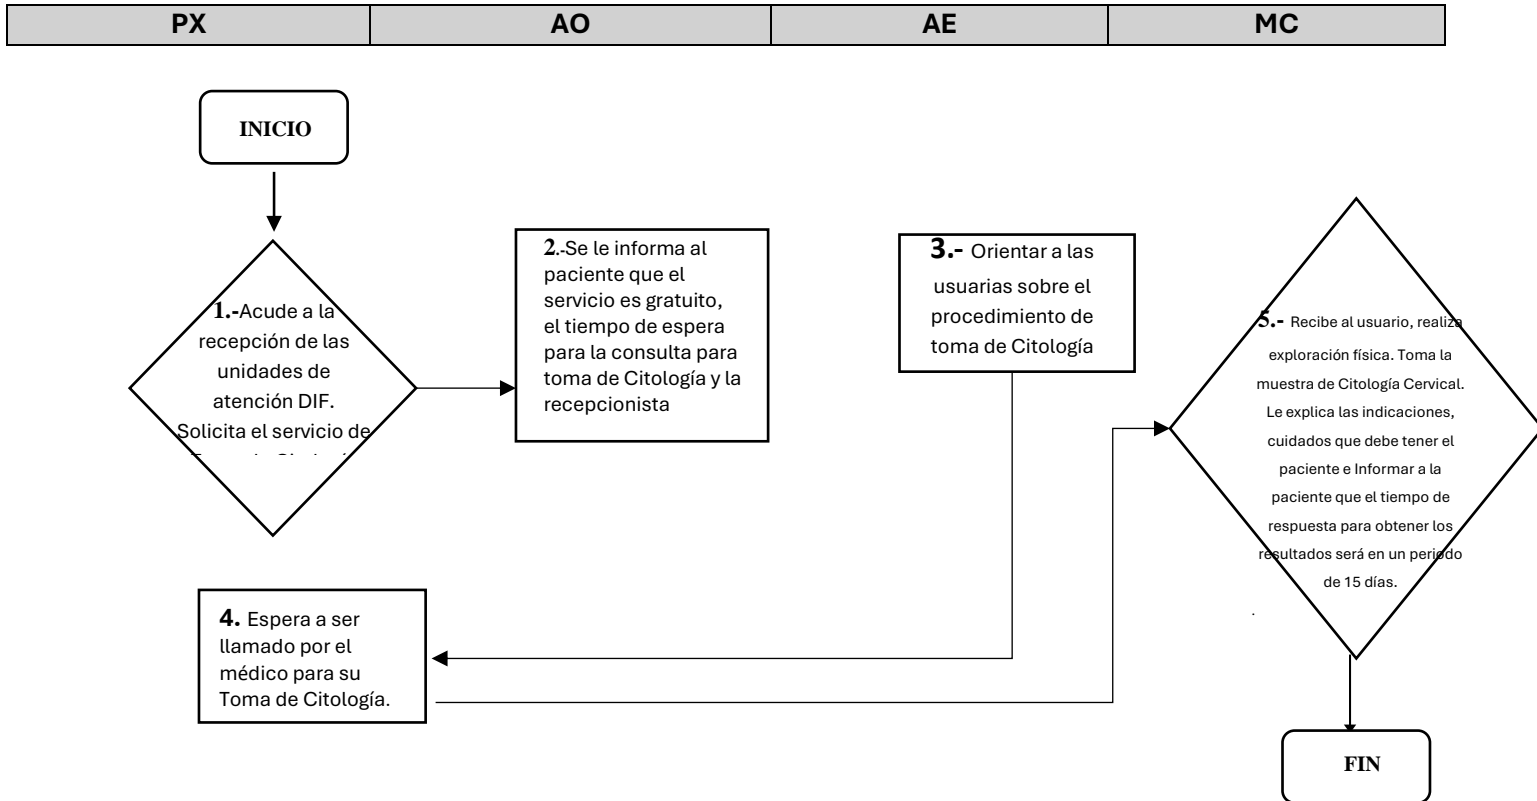 PX
AO
AE
MC
INICIO
1.-Acude a la
recepción de las
unidades de
atención DIF.
Solicita el servicio de
2.-Se le informa al
paciente que el
servicio es gratuito,
el tiempo de espera
para la consulta para
toma de Citología y la
recepcionista
3.- Orientar a las
usuarias sobre el
procedimiento de
toma de Citología
4. Espera a ser
llamado por el
médico para su
Toma de Citología.
5.- Recibe al usuario, realiza
exploración física. Toma la
muestra de Citología Cervical.
Le explica las indicaciones,
cuidados que debe tener el
paciente e Informar a la
paciente que el tiempo de
respuesta para obtener los
resultados será en un periodo
de 15 días.
.
FIN